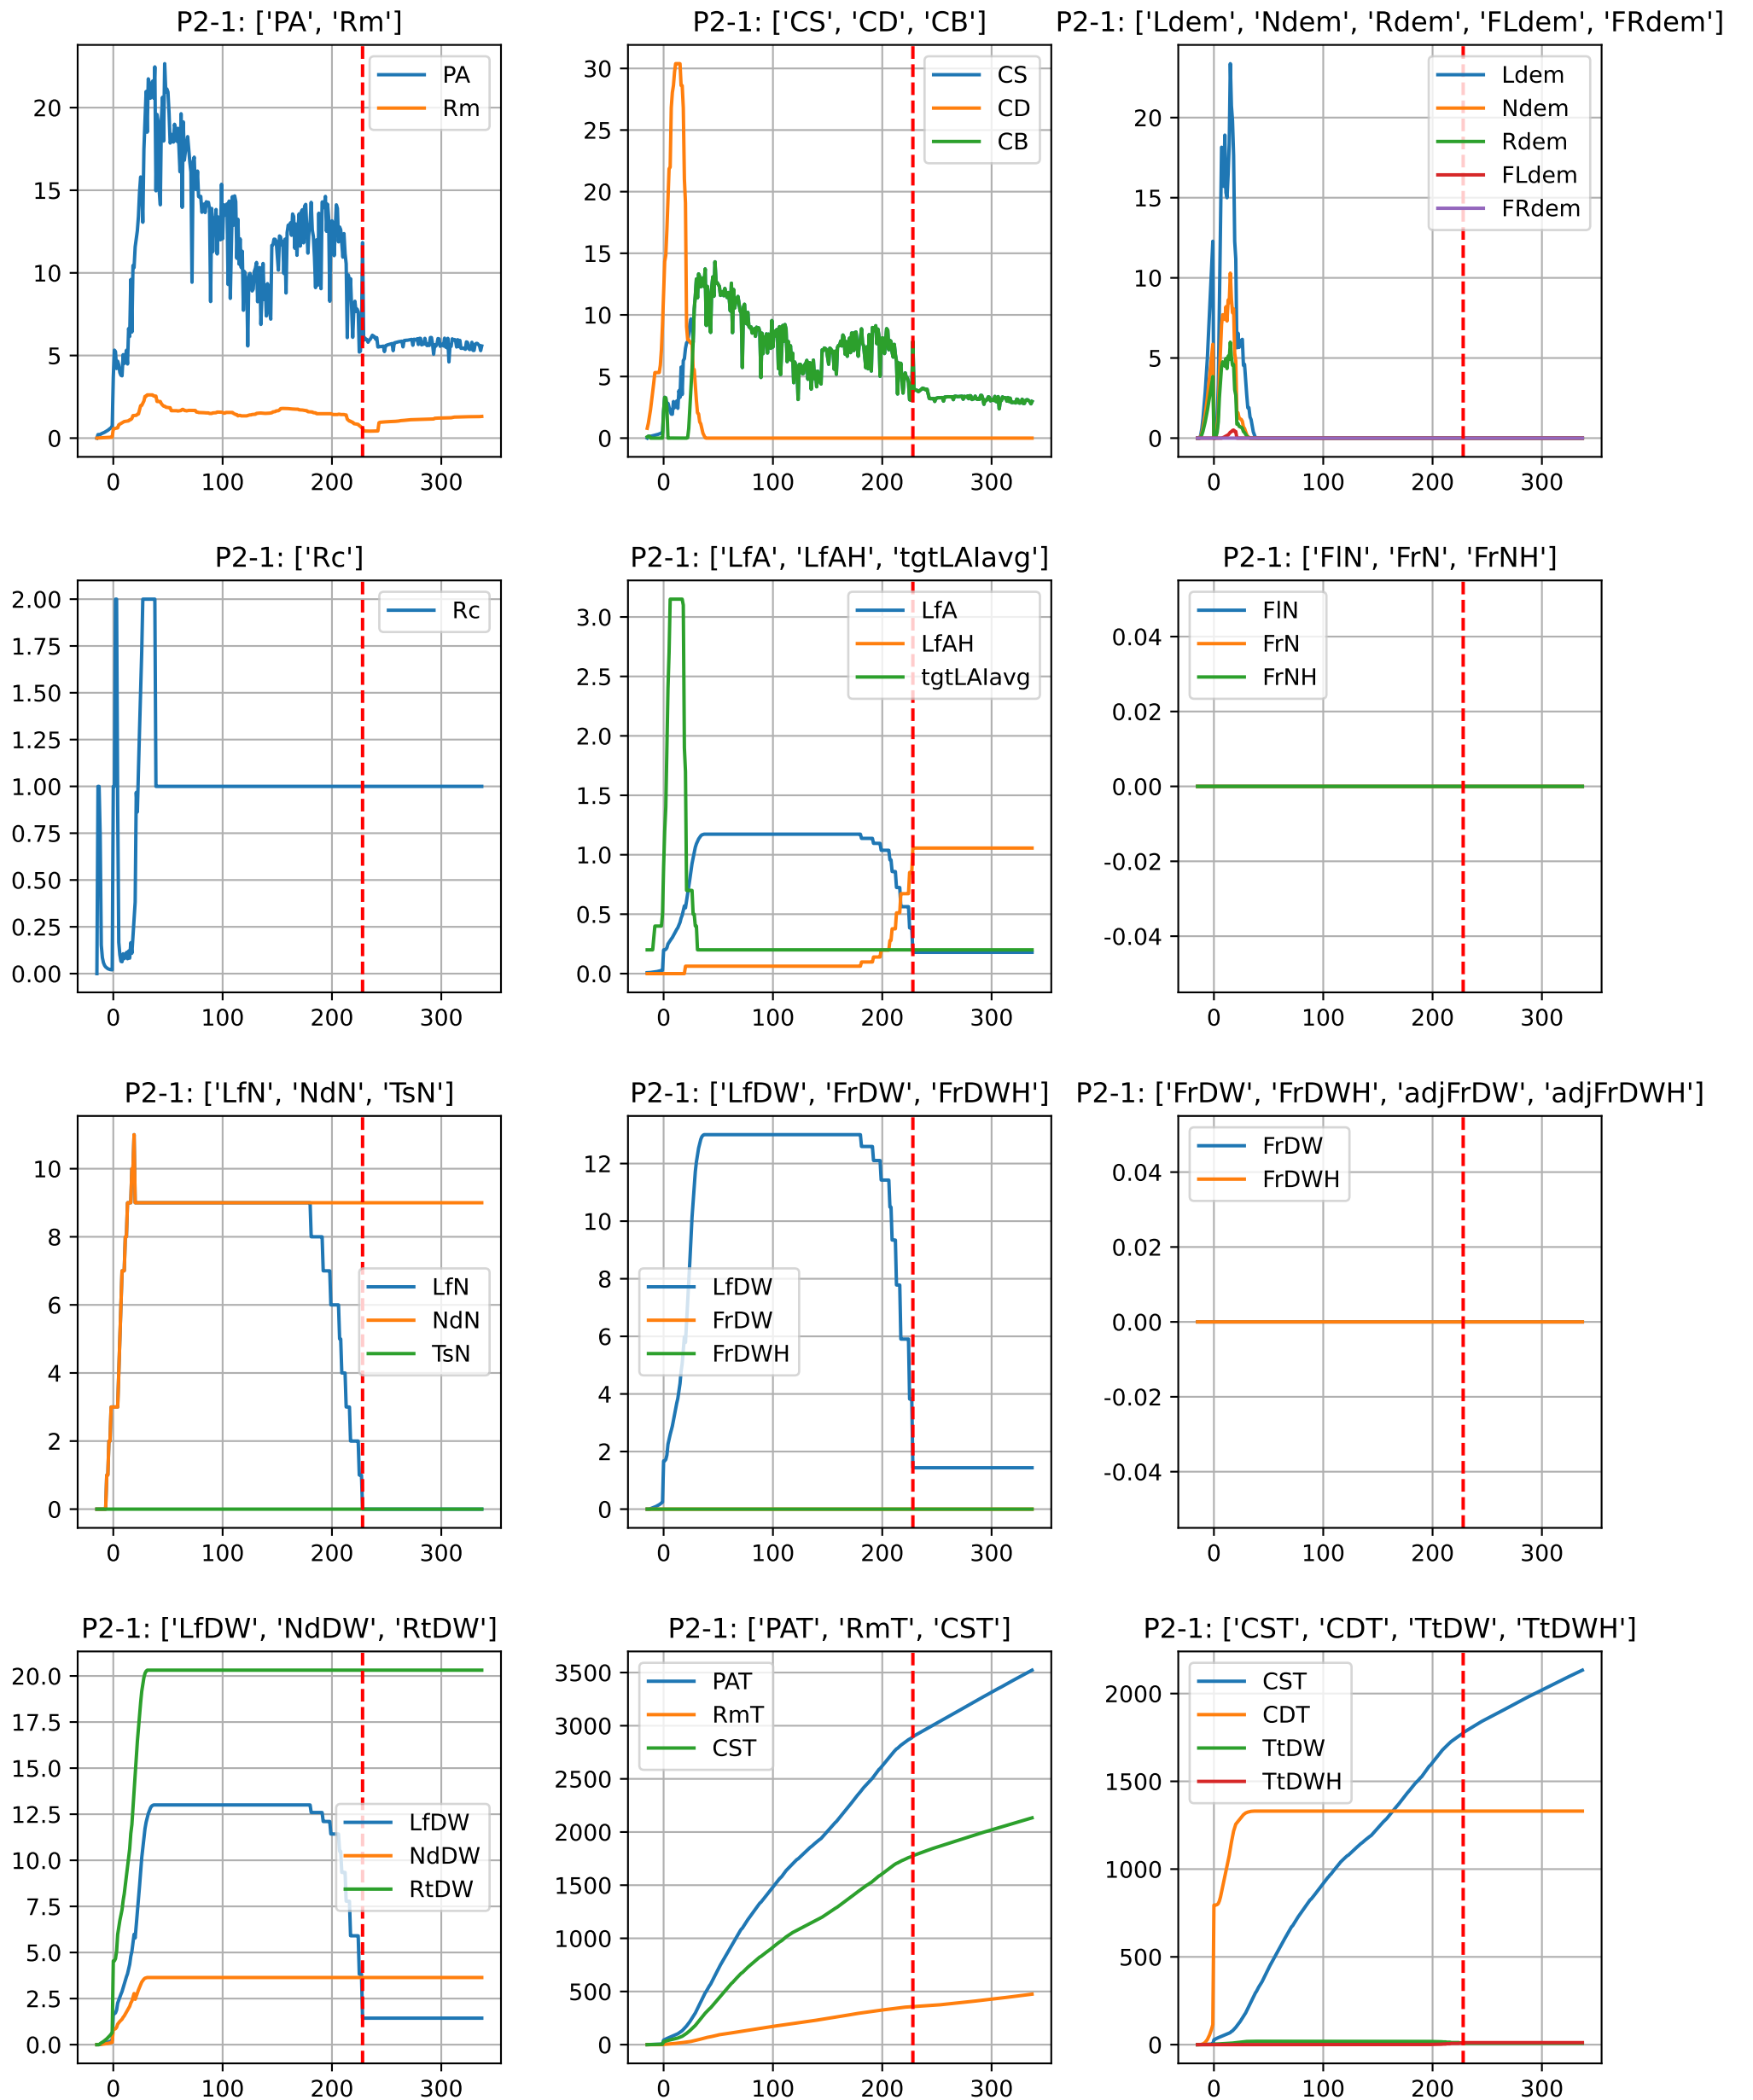 P2-1: ['PA', 'Rm']
20
15
10
5
0
0 100 200 300
PA
Rm
P2-1: ['CS', 'CD', 'CB']
30
25
20
15
10
5
0
0 100 200 300
CS
CD
CB
P2-1: ['Ldem', 'Ndem', 'Rdem', 'FLdem', 'FRdem']
20
15
10
5
0
0 100 200 300
Ldem
Ndem
Rdem
FLdem
FRdem
P2-1: ['Rc']
2.00
1.75
1.50
1.25
1.00
0.75
0.50
0.25
0.00
0 100 200 300
Rc
P2-1: ['LfA', 'LfAH', 'tgtLAIavg']
3.0
2.5
2.0
1.5
1.0
0.5
0.0
0 100 200 300
LfA
LfAH
tgtLAIavg
P2-1: ['FlN', 'FrN', 'FrNH']
0.04
0.02
0.00
-0.02
-0.04
0 100 200 300
FlN
FrN
FrNH
P2-1: ['LfN', 'NdN', 'TsN']
10
8
6
4
2
0
0 100 200 300
LfN
NdN
TsN
P2-1: ['LfDW', 'FrDW', 'FrDWH']
12
10
8
6
4
2
0
0 100 200 300
LfDW
FrDW
FrDWH
P2-1: ['FrDW', 'FrDWH', 'adjFrDW', 'adjFrDWH']
0.04
0.02
0.00
-0.02
-0.04
0 100 200 300
FrDW
FrDWH
P2-1: ['LfDW', 'NdDW', 'RtDW']
20.0
17.5
15.0
12.5
10.0
7.5
5.0
2.5
0.0
0 100 200 300
LfDW
NdDW
RtDW
P2-1: ['PAT', 'RmT', 'CST']
3500
3000
2500
2000
1500
1000
500
0
0 100 200 300
PAT
RmT
CST
P2-1: ['CST', 'CDT', 'TtDW', 'TtDWH']
2000
1500
1000
500
0
0 100 200 300
CST
CDT
TtDW
TtDWH